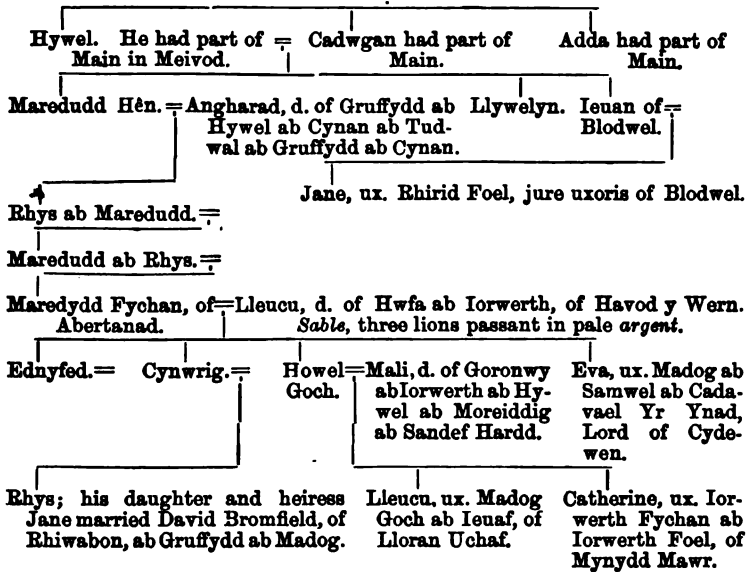 Hywel. He had part of = Cadwgan had part of Adda had part of
Main in Meivod. Main. Main.
Maredudd Hên. = Angharad, d. of Gruffydd ab Llywelyn. Ieuan of =
Hywel ab Cynan ab Tud- Blodwel.
wal ab Gruffydd ab Cynan.
Jane, ux. Rhirid Foel, jure uxoris of Blodwel.
Rhys ab Maredudd. =
Maredudd ab Rhys. =
Maredydd Fychan, of = Lleucu, d. of Hwfa ab Iorwerth, of Havod y Wern.
Abertanad. Sable, three lions passant in pale argent.
Ednyfed. = Cynwrig. = Howel = Mali, d. of Goronwy Eva, ux. Madog ab
Goch. abIorwerth ab Hy- Samwel ab Cada-
wel ab Moreiddig vael Yr Ynad,
ab Sandef Hardd. Lord of Cyde-
wen.
Rhys; his daughter and heiress Lleucu, ux. Madog Catherine, ux. Ior-
Jane married David Bromfield, of Goch ab Ieuaf, of werth Fychan ab
Rhiwabon, ab Gruffydd ab Madog. Lloran Uchaf. Iorwerth Foel, of
Mynydd Mawr.